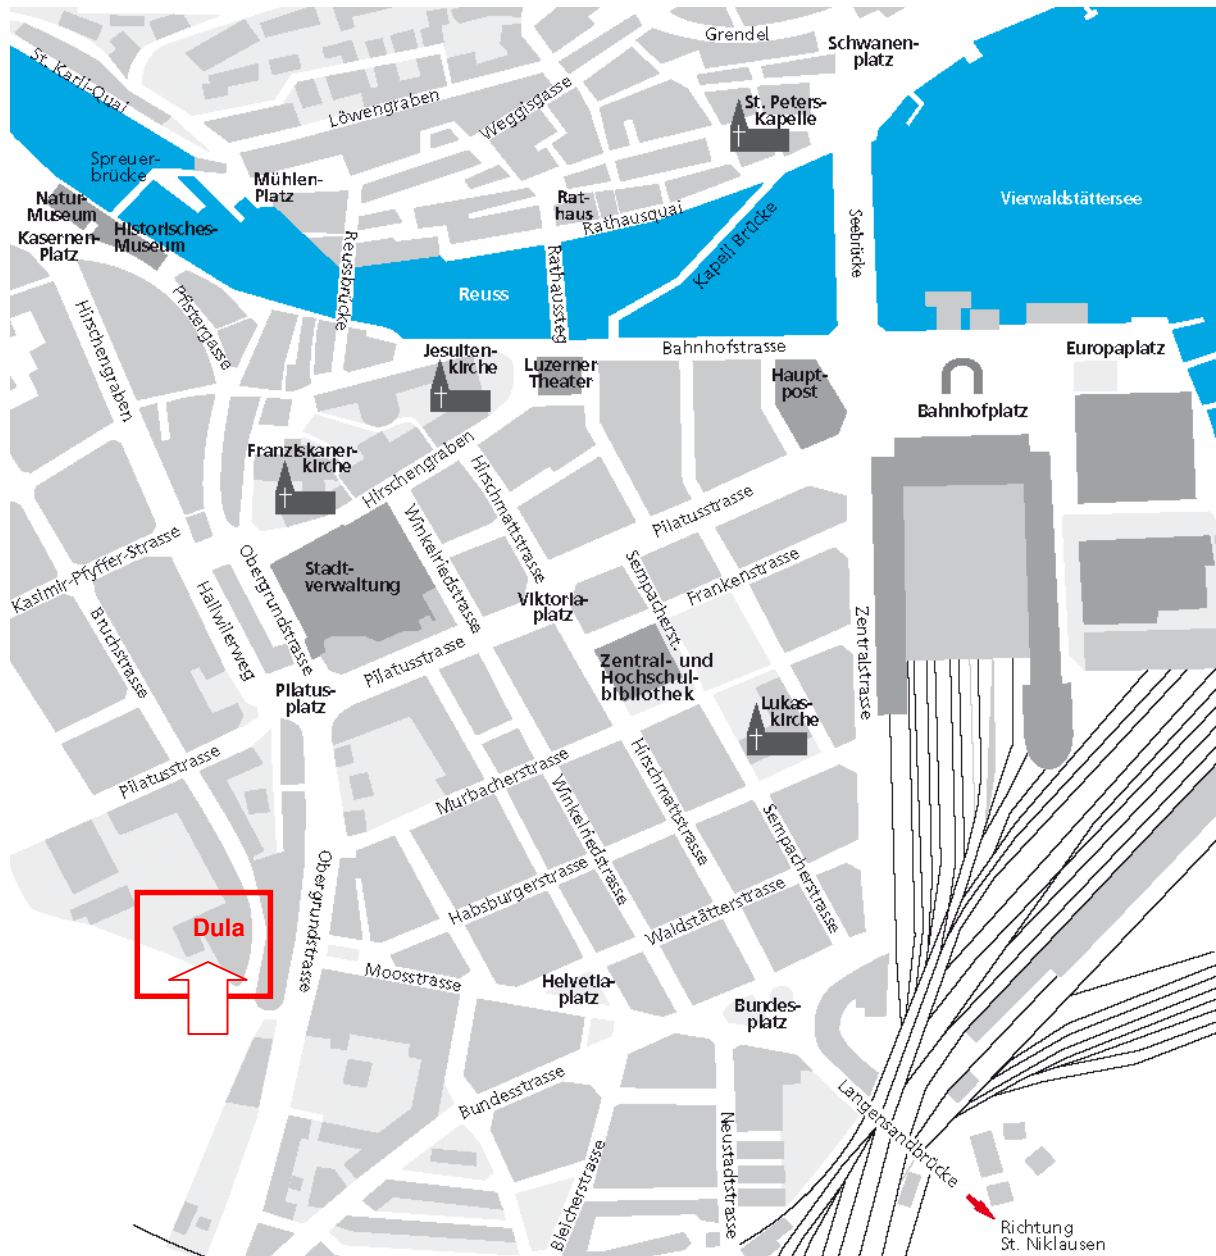 Grendel
Schwanen-
platz
St. Karli-Quai
Löwengraben
Weggisgasse
St. Peters-
Kapelle
Spreuer-
brücke
Mühlen-
Platz
Natur-
Museum
Historisches-
Museum
Kasernen-
Platz
Rat-
haus
Rathausquai
Kapell Brücke
Seebrücke
Vierwaldstättersee
Reussbrücke
Rathaussteg
Reuss
Hirschengraben
Pfistergasse
Bahnhofstrasse
Europaplatz
Jesuiten-
kirche
Luzerner
Theater
Haupt-
post
Bahnhofplatz
Franziskaner-
kirche
Hirschengraben
Hirschmattstrasse
Pilatusstrasse
Winkelriedstrasse
Kasimir-Pfyffer-Strasse
Obergrundstrasse
Stadt-
verwaltung
Sempacherst.
Frankenstrasse
Hallwilerweg
Bruchstrasse
Viktoria-
platz
Zentralstrasse
Pilatusstrasse
Zentral- und
Hochschul-
bibliothek
Pilatus-
platz
Lukas-
kirche
Pilatusstrasse
Murbacherstrasse
Hirschmattstrasse
Winkelriedstrasse
Sempacherstrasse
Obergrundstrasse
Habsburgerstrasse
Waldstätterstrasse
Dula
Moosstrasse
Helvetia-
platz
Bundes-
platz
Bundesstrasse
Langensandbrücke
Neustadtstrasse
Bleicherstrasse
Richtung
St. Niklausen